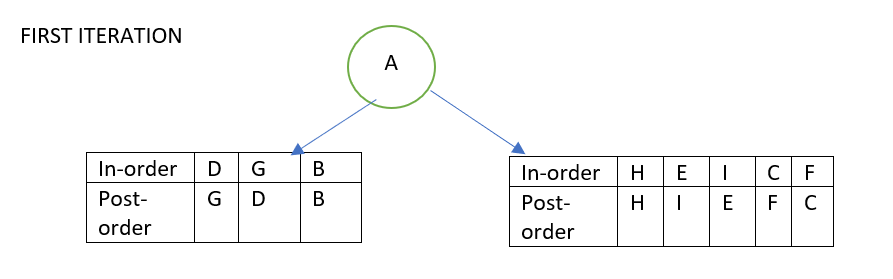 FIRST ITERATION
A
In-order D G B
Post-order G D B
In-order H E I C F
Post-order H I E F C